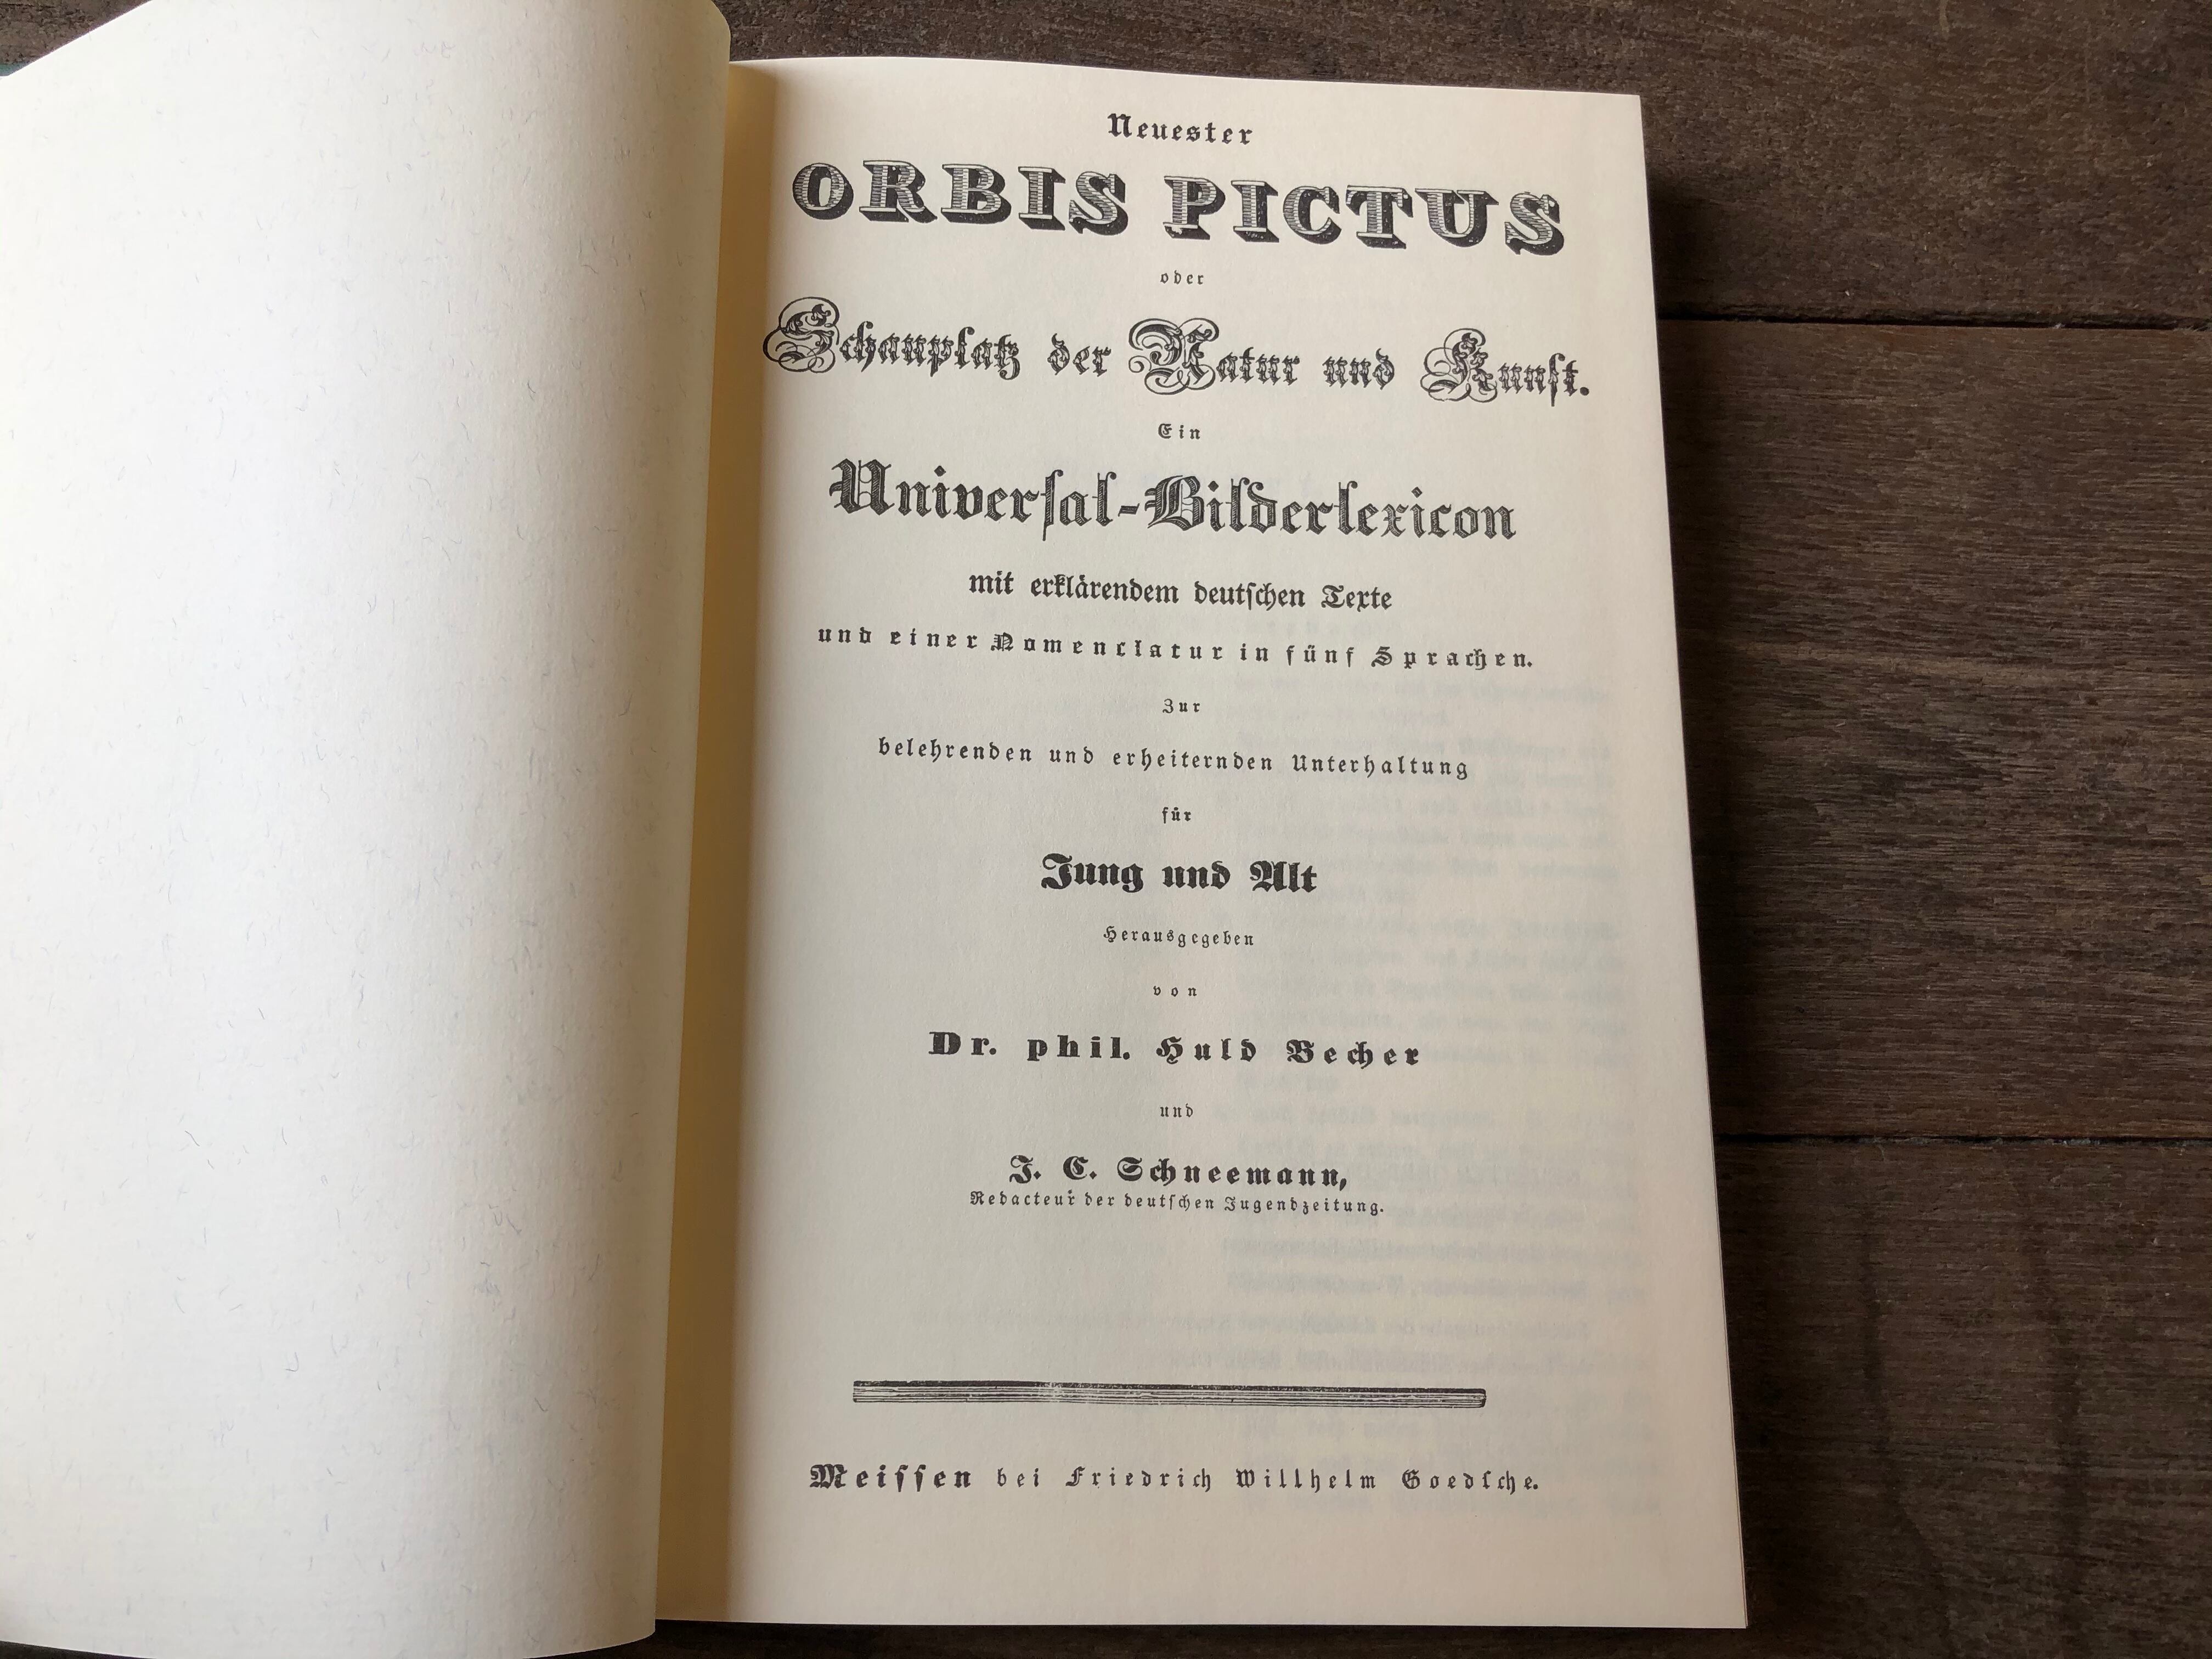 Neuester
ORBIS PICTUS
oder
Schauplatz der Natur und Kunst.
Ein
Universal-Bilderlexicon
mit erklärendem deutschen Texte
und einer Nomenclatur in fünf Sprachen.
Zur
belehrenden und erheiternden Unterhaltung
für
Jung und Alt
Herausgegeben
von
Dr. phil. Huld Becher
und
J. C. Schneemann,
Redacteur der deutschen Jugendzeitung.
Meissen bei Friedrich Willhelm Goedsche.